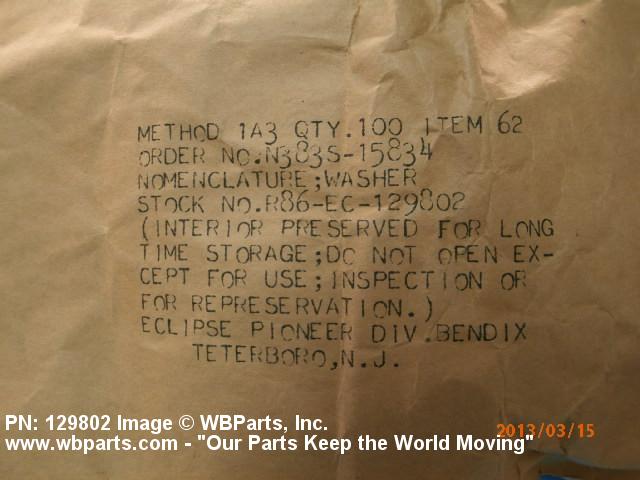 METHOD 1A3 QTY.100 ITEM 62
ORDER NO.N383S-15834
NOMENCLATURE;WASHER
STOCK NO.R86-EC-129802
(INTERIOR PRESERVED FOR LONG
TIME STORAGE;DO NOT OPEN EX-
CEPT FOR USE;INSPECTION OR
FOR REPRESERVATION.)
ECLIPSE PIONEER DIV.BENDIX
TETERBORO,N.J.
PN: 129802 Image © WBParts, Inc.
2013/03/15
www.wbparts.com - "Our Parts Keep the World Moving"